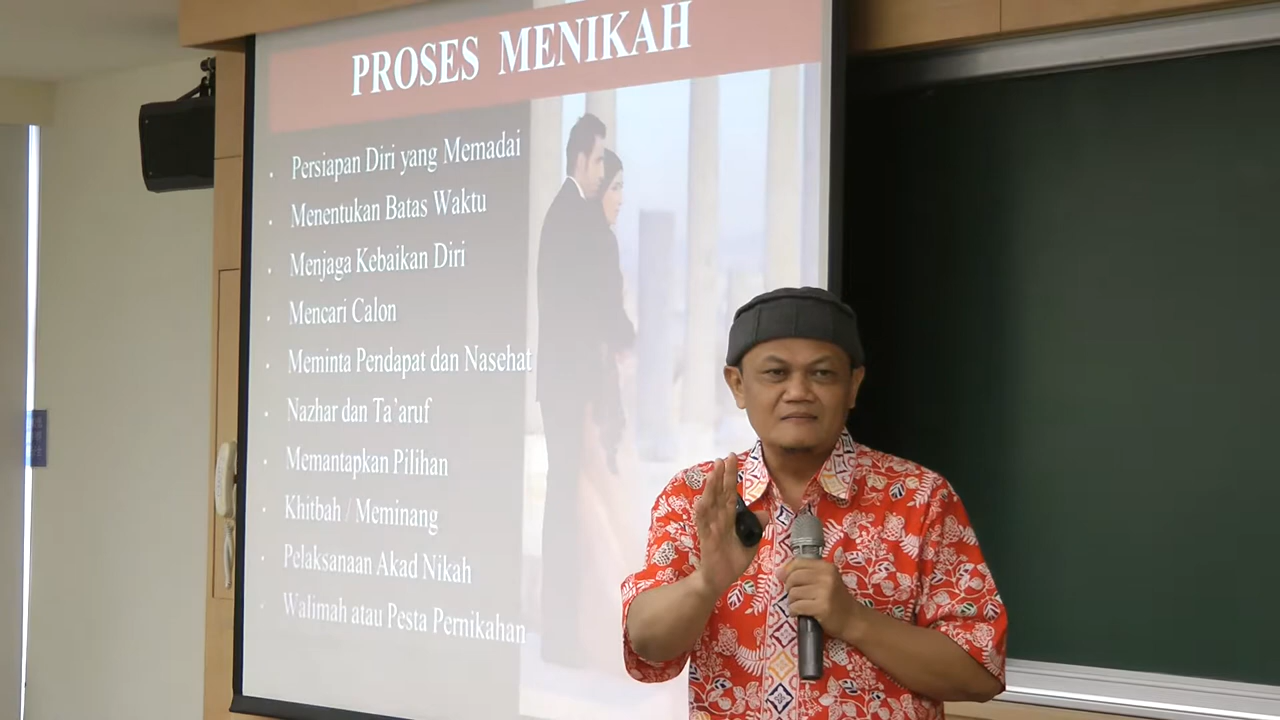 PROSES MENIKAH
Persiapan Diri yang Memadai
Menentukan Batas Waktu
Menjaga Kebaikan Diri
Mencari Calon
Meminta Pendapat dan Nasehat
Nazhar dan Ta'aruf
Memantapkan Pilihan
Khitbah / Meminang
Pelaksanaan Akad Nikah
Walimah atau Pesta Pernikahan